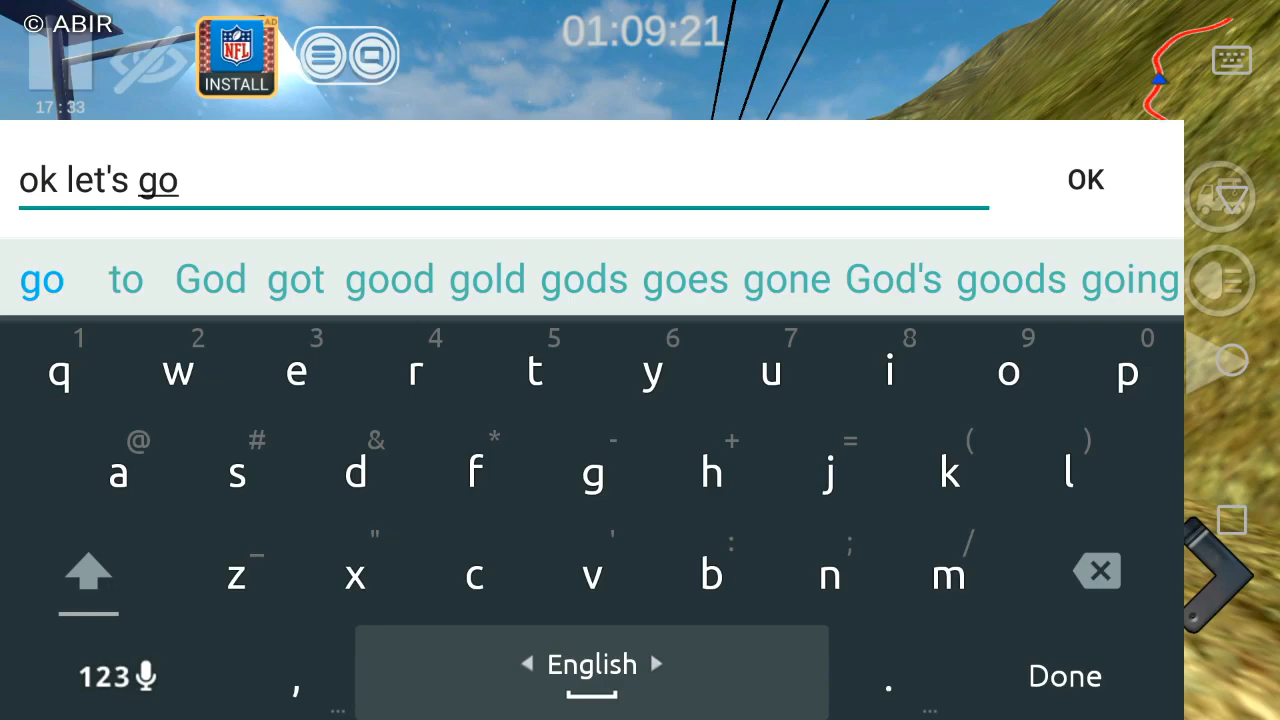 © ABIR
01:09:21
AD
NFL
INSTALL
17:33
ok let's go
OK
go to God got good gold gods goes gone God's goods going
1 2 3 4 5 6 7 8 9 0
q w e r t y u i o p
@ # & * - + = ( )
a s d f g h j k l
_ " ' : ; /
z x c v b n m
123 , English . Done
... ...